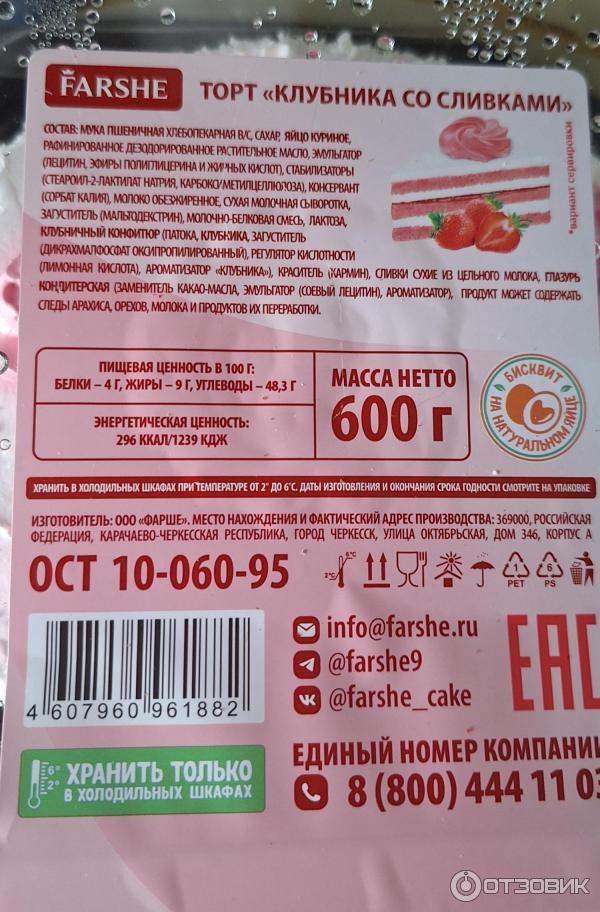 FARSHE
ТОРТ «КЛУБНИКА СО СЛИВКАМИ»
СОСТАВ: МУКА ПШЕНИЧНАЯ ХЛЕБОПЕКАРНАЯ В/С, САХАР, ЯЙЦО КУРИНОЕ,
РАФИНИРОВАННОЕ ДЕЗОДОРИРОВАННОЕ РАСТИТЕЛЬНОЕ МАСЛО, ЭМУЛЬГАТОР
(ЛЕЦИТИН, ЭФИРЫ ПОЛИГЛИЦЕРИНА И ЖИРНЫХ КИСЛОТ), СТАБИЛИЗАТОРЫ
(СТЕАРОИЛ-2-ЛАКТИЛАТ НАТРИЯ, КАРБОКСИМЕТИЛЦЕЛЛЮЛОЗА), КОНСЕРВАНТ
(СОРБАТ КАЛИЯ), МОЛОКО ОБЕЗЖИРЕННОЕ, СУХАЯ МОЛОЧНАЯ СЫВОРОТКА,
ЗАГУСТИТЕЛЬ (МАЛЬТОДЕКСТРИН), МОЛОЧНО-БЕЛКОВАЯ СМЕСЬ, ЛАКТОЗА,
КЛУБНИЧНЫЙ КОНФИТЮР (ПАТОКА, КЛУБНИКА, ЗАГУСТИТЕЛЬ
(ДИКРАХМАЛФОСФАТ ОКСИПРОПИЛИРОВАННЫЙ), РЕГУЛЯТОР КИСЛОТНОСТИ
(ЛИМОННАЯ КИСЛОТА), АРОМАТИЗАТОР «КЛУБНИКА»), КРАСИТЕЛЬ (КАРМИН), СЛИВКИ СУХИЕ ИЗ ЦЕЛЬНОГО МОЛОКА, ГЛАЗУРЬ
КОНДИТЕРСКАЯ (ЗАМЕНИТЕЛЬ КАКАО-МАСЛА, ЭМУЛЬГАТОР (СОЕВЫЙ ЛЕЦИТИН), АРОМАТИЗАТОР), ПРОДУКТ МОЖЕТ СОДЕРЖАТЬ
СЛЕДЫ АРАХИСА, ОРЕХОВ, МОЛОКА И ПРОДУКТОВ ИХ ПЕРЕРАБОТКИ.
*вариант сервировки
ПИЩЕВАЯ ЦЕННОСТЬ В 100 Г:
БЕЛКИ – 4 Г, ЖИРЫ – 9 Г, УГЛЕВОДЫ – 48,3 Г
ЭНЕРГЕТИЧЕСКАЯ ЦЕННОСТЬ:
296 ККАЛ/1239 КДЖ
МАССА НЕТТО
600 г
БИСКВИТ
НА НАТУРАЛЬНОМ ЯЙЦЕ
ХРАНИТЬ В ХОЛОДИЛЬНЫХ ШКАФАХ ПРИ ТЕМПЕРАТУРЕ ОТ 2° ДО 6°С. ДАТЫ ИЗГОТОВЛЕНИЯ И ОКОНЧАНИЯ СРОКА ГОДНОСТИ СМОТРИТЕ НА УПАКОВКЕ
ИЗГОТОВИТЕЛЬ: ООО «ФАРШЕ». МЕСТО НАХОЖДЕНИЯ И ФАКТИЧЕСКИЙ АДРЕС ПРОИЗВОДСТВА: 369000, РОССИЙСКАЯ
ФЕДЕРАЦИЯ, КАРАЧАЕВО-ЧЕРКЕССКАЯ РЕСПУБЛИКА, ГОРОД ЧЕРКЕССК, УЛИЦА ОКТЯБРЬСКАЯ, ДОМ 346, КОРПУС А
ОСТ 10-060-95
2°С 6°С
1 PET
6 PS
4 607960 961882
info@farshe.ru
@farshe9
@farshe_cake
EAC
6°
2°
ХРАНИТЬ ТОЛЬКО
В ХОЛОДИЛЬНЫХ ШКАФАХ
ЕДИНЫЙ НОМЕР КОМПАНИИ
8 (800) 444 11 03
ОТЗОВИК